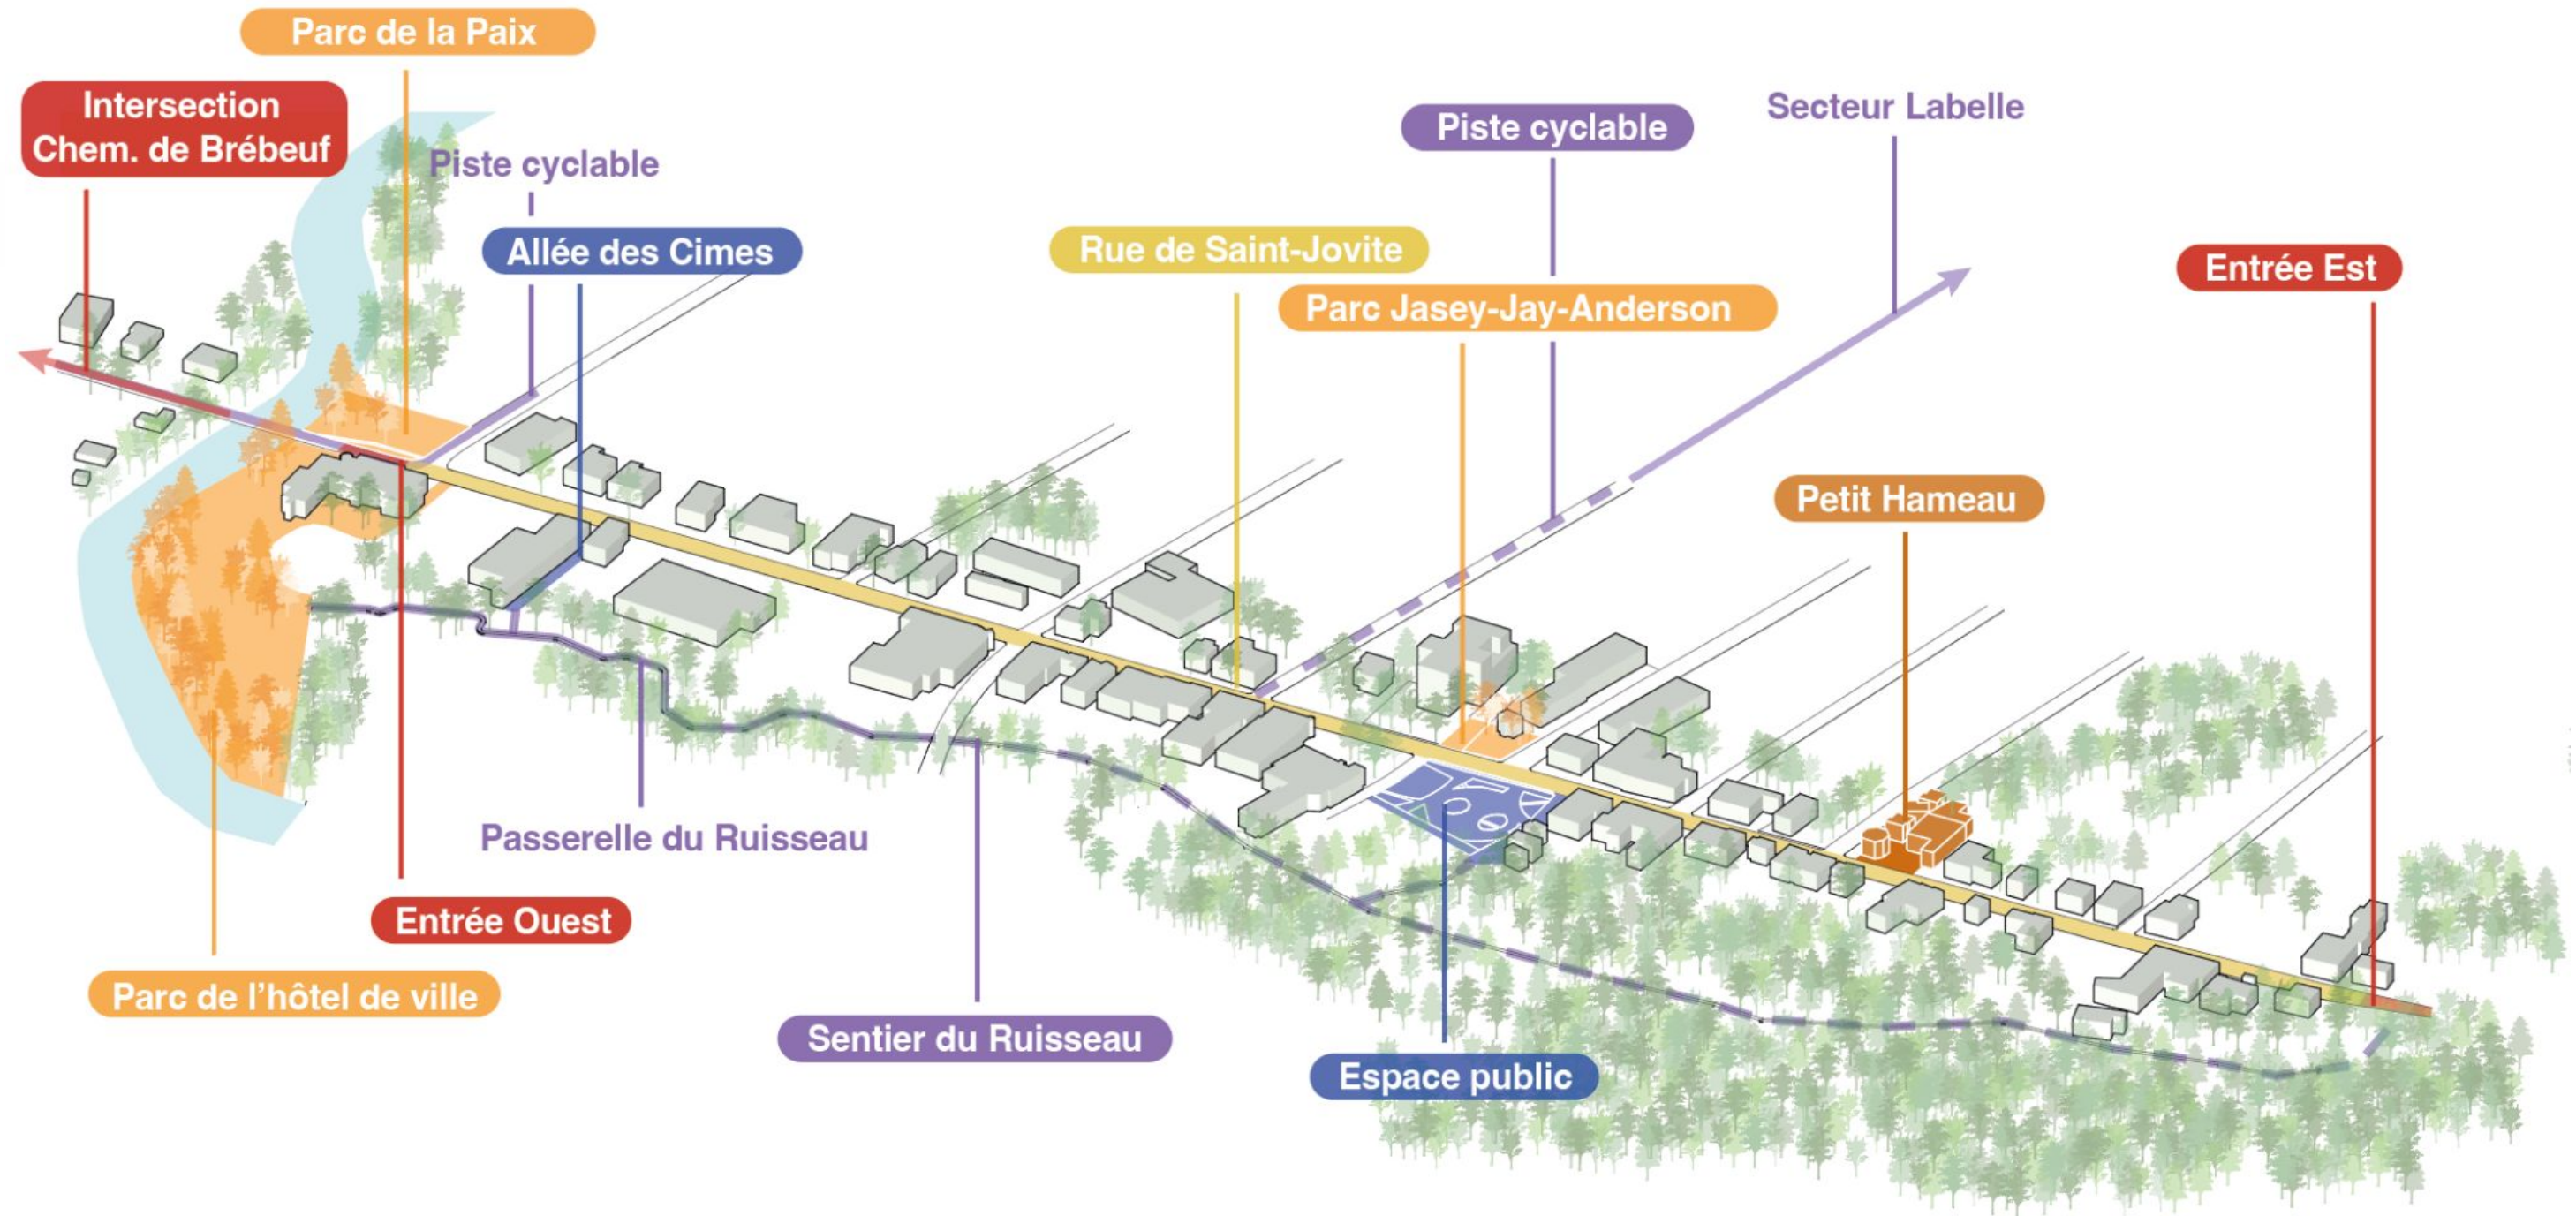 Parc de la Paix
Intersection
Chem. de Brébeuf
Piste cyclable
Secteur Labelle
Piste cyclable
Allée des Cimes
Rue de Saint-Jovite
Entrée Est
Parc Jasey-Jay-Anderson
Petit Hameau
Passerelle du Ruisseau
Entrée Ouest
Parc de l’hôtel de ville
Sentier du Ruisseau
Espace public